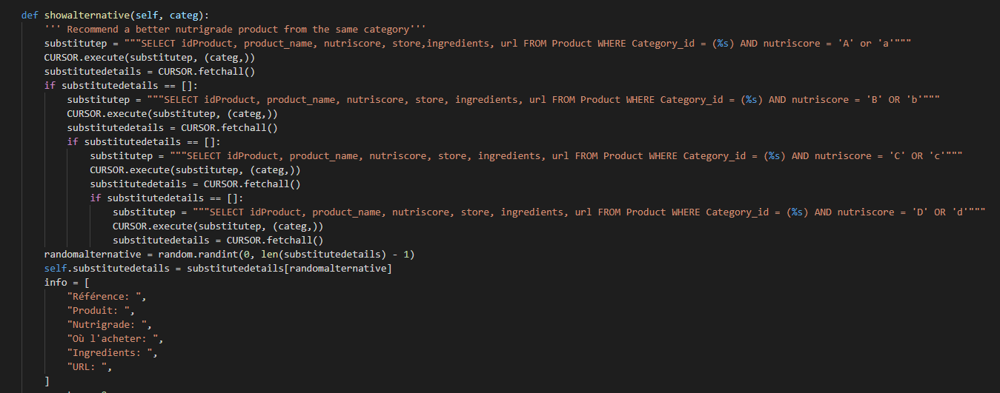 def showalternative(self, categ):
    ''' Recommend a better nutrigrade product from the same category'''
    substitutep = """SELECT idProduct, product_name, nutriscore, store,ingredients, url FROM Product WHERE Category_id = (%s) AND nutriscore = 'A' or 'a'"""
    CURSOR.execute(substitutep, (categ,))
    substitutedetails = CURSOR.fetchall()
    if substitutedetails == []:
        substitutep = """SELECT idProduct, product_name, nutriscore, store, ingredients, url FROM Product WHERE Category_id = (%s) AND nutriscore = 'B' OR 'b'"""
        CURSOR.execute(substitutep, (categ,))
        substitutedetails = CURSOR.fetchall()
        if substitutedetails == []:
            substitutep = """SELECT idProduct, product_name, nutriscore, store, ingredients, url FROM Product WHERE Category_id = (%s) AND nutriscore = 'C' OR 'c'"""
            CURSOR.execute(substitutep, (categ,))
            substitutedetails = CURSOR.fetchall()
            if substitutedetails == []:
                substitutep = """SELECT idProduct, product_name, nutriscore, store, ingredients, url FROM Product WHERE Category_id = (%s) AND nutriscore = 'D' OR 'd'"""
                CURSOR.execute(substitutep, (categ,))
                substitutedetails = CURSOR.fetchall()
    randomalternative = random.randint(0, len(substitutedetails) - 1)
    self.substitutedetails = substitutedetails[randomalternative]
    info = [
        "Référence: ",
        "Produit: ",
        "Nutrigrade: ",
        "Où l'acheter: ",
        "Ingredients: ",
        "URL: ",
    ]